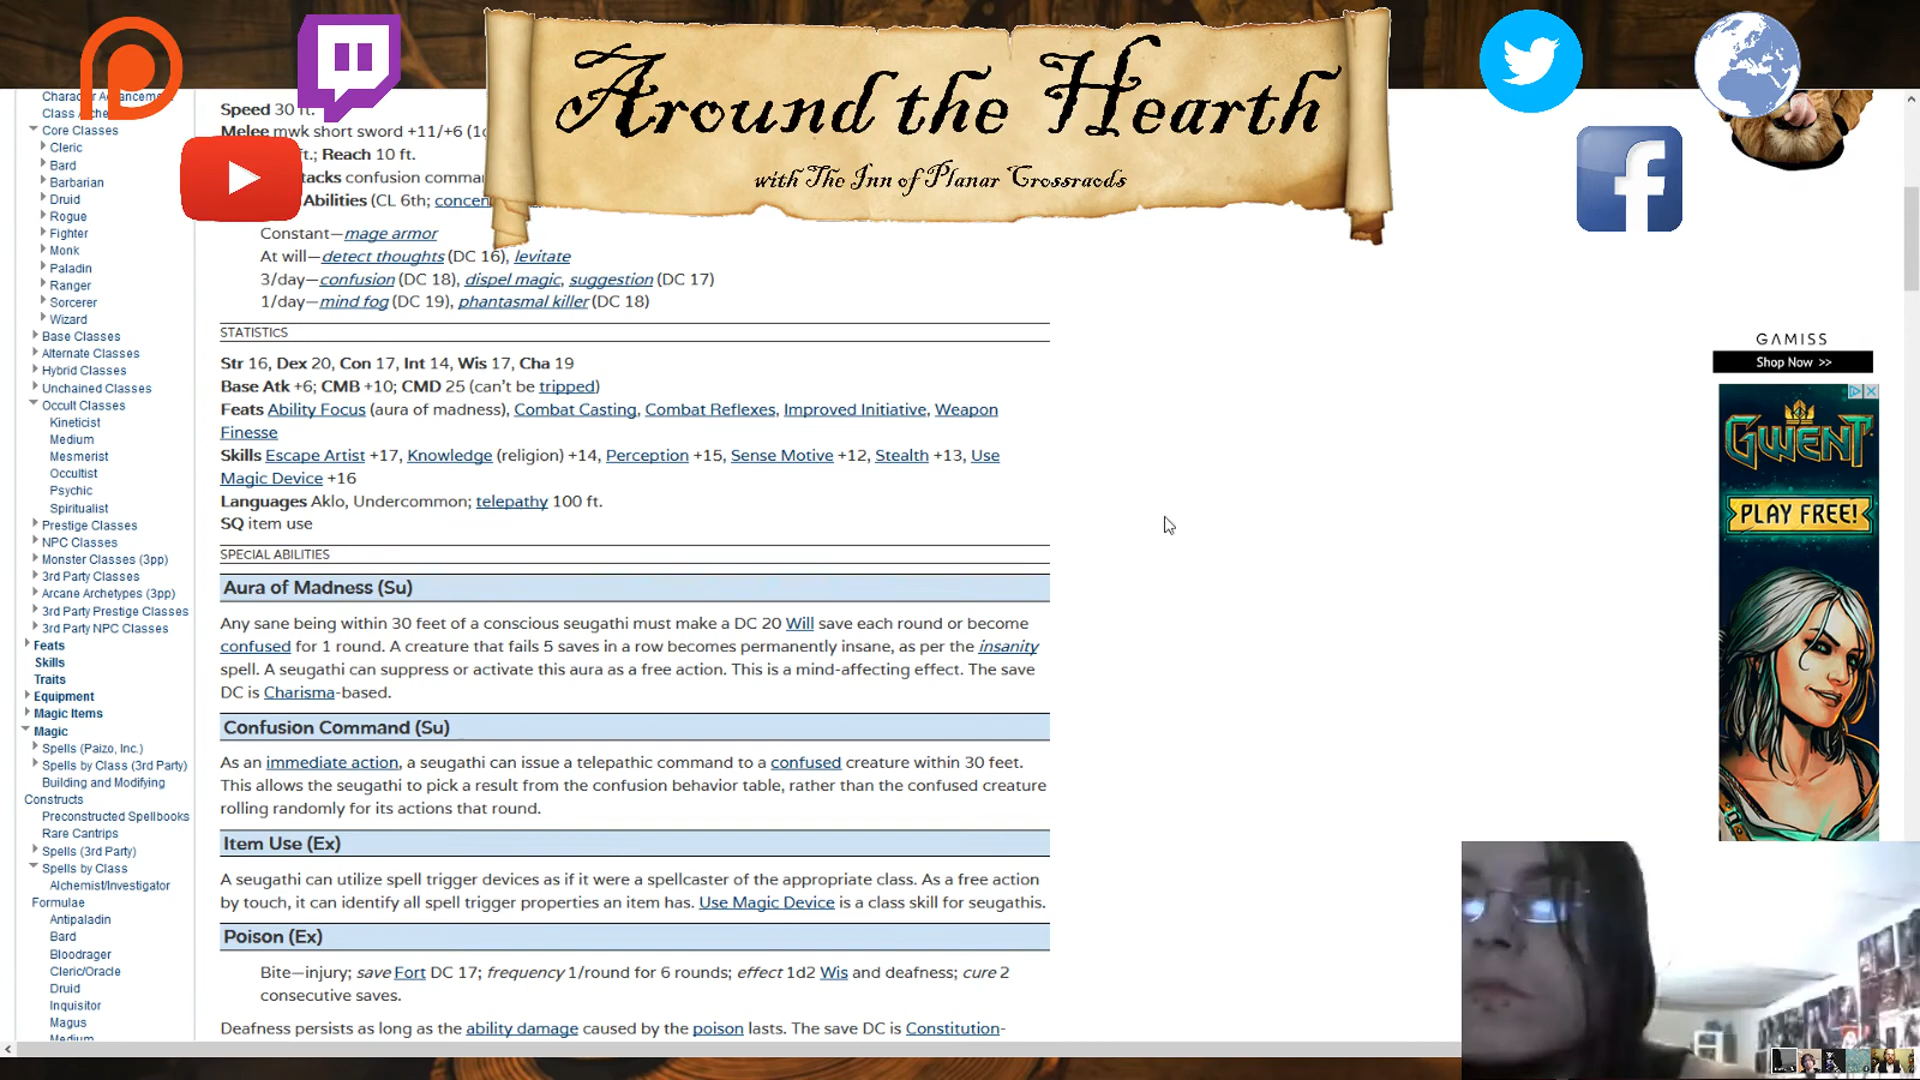 Around the Hearth
with The Inn of Planar Crossraods
Character Advancemen
Class Arche
Core Classes
Cleric
Bard
Barbarian
Druid
Rogue
Fighter
Monk
Paladin
Ranger
Sorcerer
Wizard
Base Classes
Alternate Classes
Hybrid Classes
Unchained Classes
Occult Classes
Kineticist
Medium
Mesmerist
Occultist
Psychic
Spiritualist
Prestige Classes
NPC Classes
Monster Classes (3pp)
3rd Party Classes
Arcane Archetypes (3pp)
3rd Party Prestige Classes
3rd Party NPC Classes
Feats
Skills
Traits
Equipment
Magic Items
Magic
Spells (Paizo, Inc.)
Spells by Class (3rd Party)
Building and Modifying
Constructs
Preconstructed Spellbooks
Rare Cantrips
Spells (3rd Party)
Spells by Class
Alchemist/Investigator
Formulae
Antipaladin
Bard
Bloodrager
Cleric/Oracle
Druid
Inquisitor
Magus
Medium
Speed 30 ft.
Melee mwk short sword +11/+6 (1d
ft.; Reach 10 ft.
tacks confusion comma
Abilities (CL 6th; concen
Constant—mage armor
At will—detect thoughts (DC 16), levitate
3/day—confusion (DC 18), dispel magic, suggestion (DC 17)
1/day—mind fog (DC 19), phantasmal killer (DC 18)
STATISTICS
Str 16, Dex 20, Con 17, Int 14, Wis 17, Cha 19
Base Atk +6; CMB +10; CMD 25 (can't be tripped)
Feats Ability Focus (aura of madness), Combat Casting, Combat Reflexes, Improved Initiative, Weapon
Finesse
Skills Escape Artist +17, Knowledge (religion) +14, Perception +15, Sense Motive +12, Stealth +13, Use
Magic Device +16
Languages Aklo, Undercommon; telepathy 100 ft.
SQ item use
SPECIAL ABILITIES
Aura of Madness (Su)
Any sane being within 30 feet of a conscious seugathi must make a DC 20 Will save each round or become
confused for 1 round. A creature that fails 5 saves in a row becomes permanently insane, as per the insanity
spell. A seugathi can suppress or activate this aura as a free action. This is a mind-affecting effect. The save
DC is Charisma-based.
Confusion Command (Su)
As an immediate action, a seugathi can issue a telepathic command to a confused creature within 30 feet.
This allows the seugathi to pick a result from the confusion behavior table, rather than the confused creature
rolling randomly for its actions that round.
Item Use (Ex)
A seugathi can utilize spell trigger devices as if it were a spellcaster of the appropriate class. As a free action
by touch, it can identify all spell trigger properties an item has. Use Magic Device is a class skill for seugathis.
Poison (Ex)
Bite—injury; save Fort DC 17; frequency 1/round for 6 rounds; effect 1d2 Wis and deafness; cure 2
consecutive saves.
Deafness persists as long as the ability damage caused by the poison lasts. The save DC is Constitution-
GAMISS
Shop Now >>
GWENT
PLAY FREE!